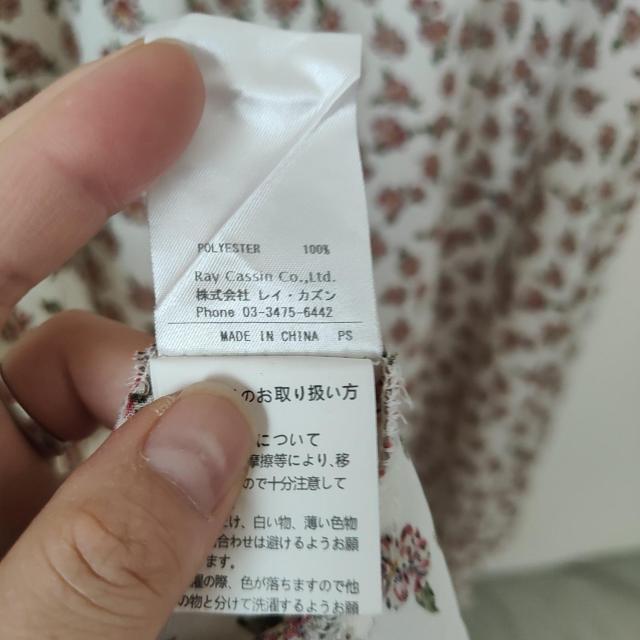 POLYESTER 100%
Ray Cassin Co.,Ltd.
株式会社 レイ・カズン
Phone 03-3475-6442
MADE IN CHINA PS
のお取り扱い方
について
摩擦等により、移
ので十分注意して
け、白い物、薄い色物
合わせは避けるようお願
ます。
の際、色が落ちますので他
の物と分けて洗濯するようお願